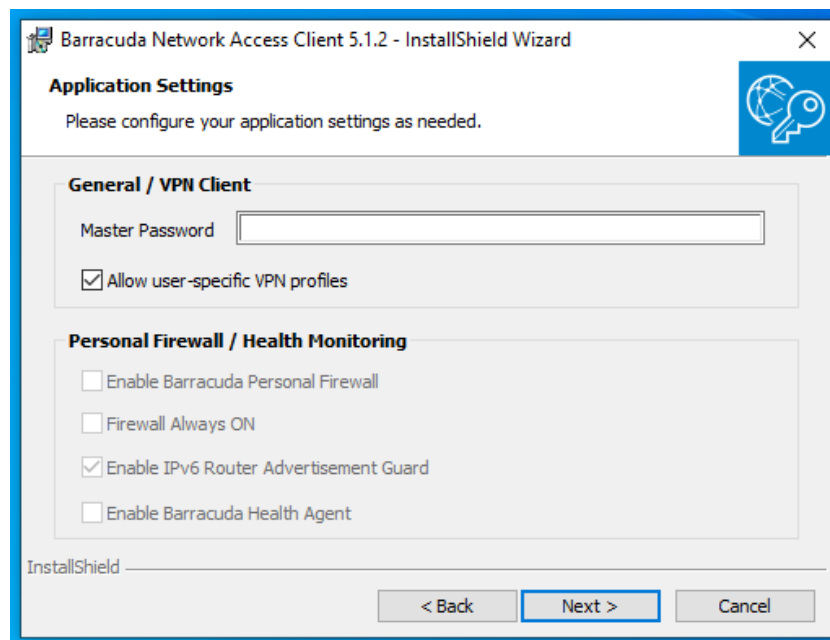 Barracuda Network Access Client 5.1.2 - InstallShield Wizard
Application Settings
Please configure your application settings as needed.
General / VPN Client
Master Password
Allow user-specific VPN profiles
Personal Firewall / Health Monitoring
Enable Barracuda Personal Firewall
Firewall Always ON
Enable IPv6 Router Advertisement Guard
Enable Barracuda Health Agent
InstallShield
< Back Next > Cancel